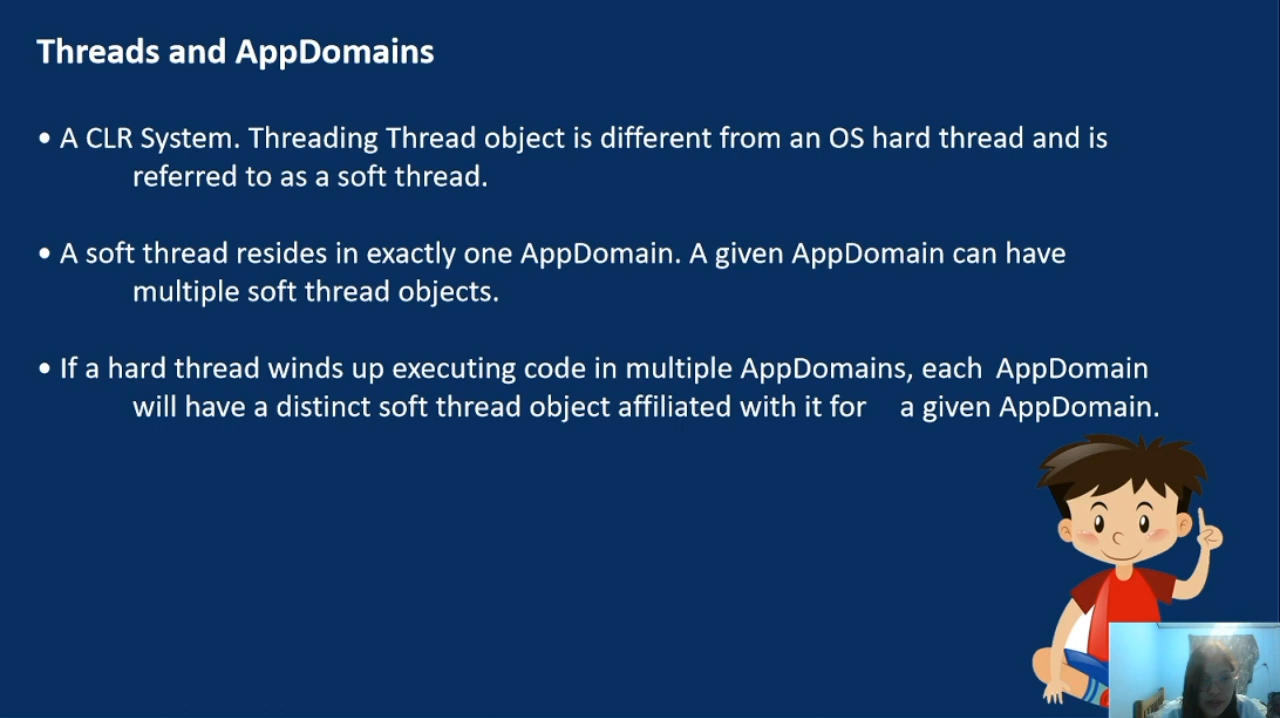 Threads and AppDomains
• A CLR System. Threading Thread object is different from an OS hard thread and is
referred to as a soft thread.
• A soft thread resides in exactly one AppDomain. A given AppDomain can have
multiple soft thread objects.
• If a hard thread winds up executing code in multiple AppDomains, each AppDomain
will have a distinct soft thread object affiliated with it for a given AppDomain.